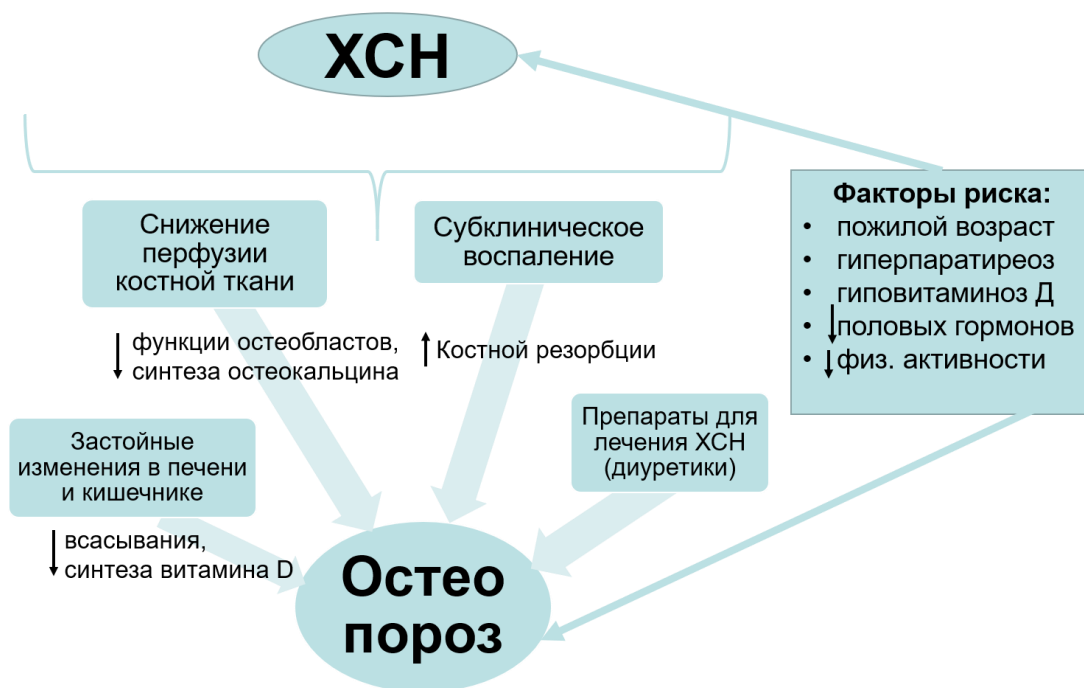 ХСН
Снижение
перфузии
костной ткани
Субклиническое
воспаление
Факторы риска:
• пожилой возраст
• гиперпаратиреоз
• гиповитаминоз Д
• ↓половых гормонов
• ↓физ. активности
↓ функции остеобластов,
синтеза остеокальцина
↑ Костной резорбции
Застойные
изменения в печени
и кишечнике
Препараты для
лечения ХСН
(диуретики)
↓ всасывания,
синтеза витамина D
Остео
пороз